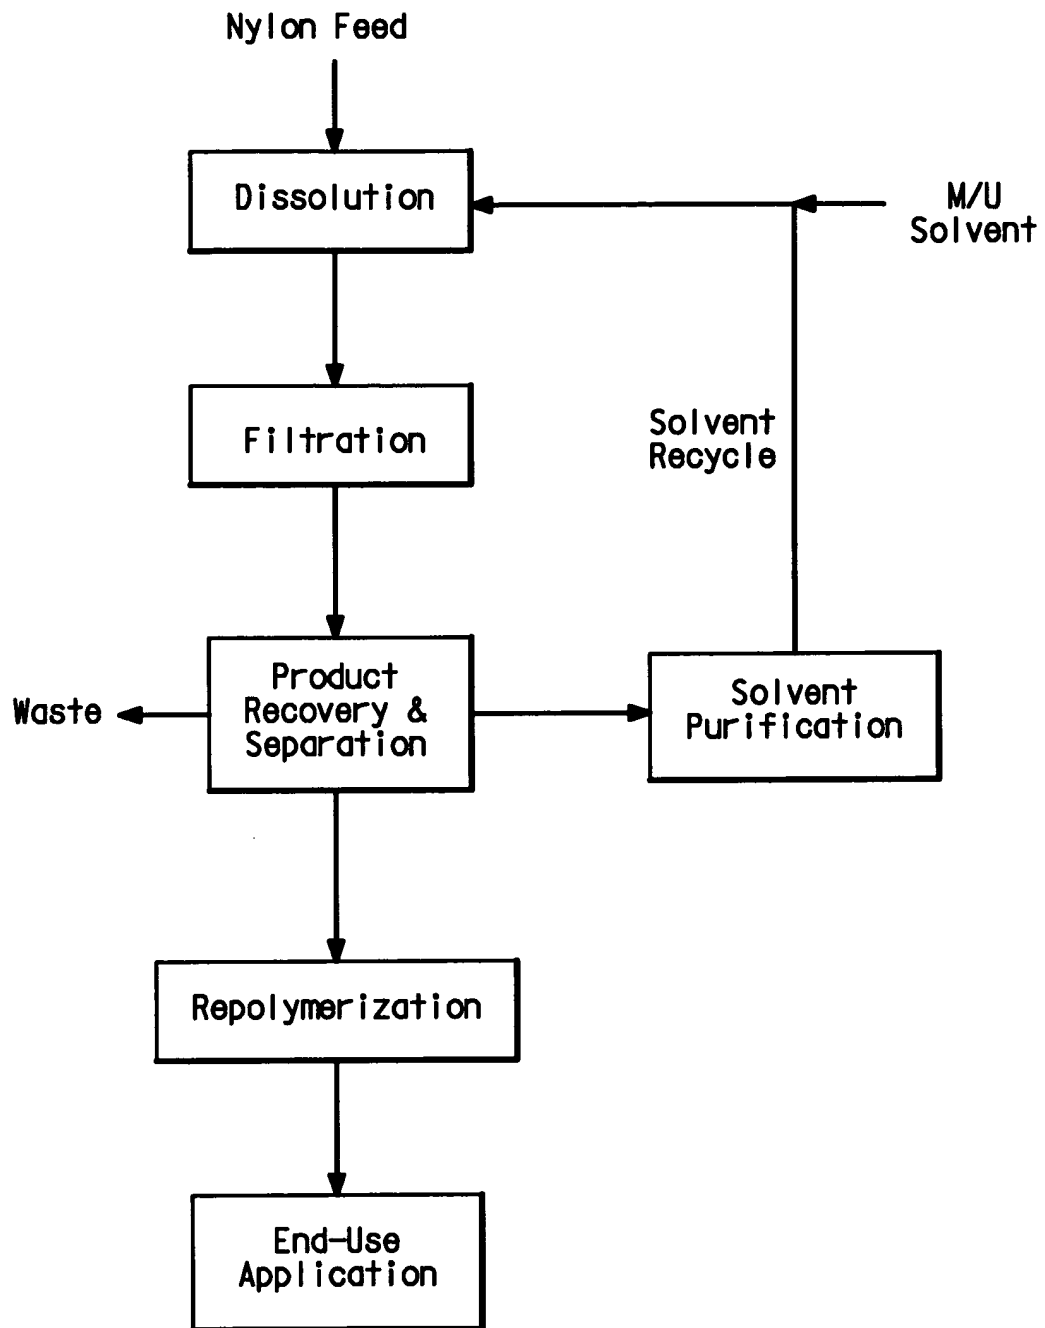 Nylon Feed
Dissolution
M/U
Solvent
Filtration
Solvent
Recycle
Product
Recovery &
Separation
Waste
Solvent
Purification
Repolymerization
End-Use
Application